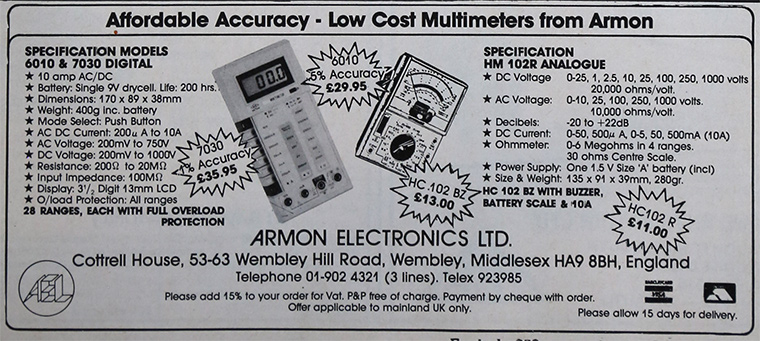 Affordable Accuracy - Low Cost Multimeters from Armon
SPECIFICATION MODELS
6010 & 7030 DIGITAL
★ 10 amp AC/DC
★ Battery: Single 9V drycell. Life: 200 hrs.
★ Dimensions: 170 x 89 x 38mm
★ Weight: 400g inc. battery
★ Mode Select: Push Button
★ AC DC Current: 200µ A to 10A
★ AC Voltage: 200mV to 750V
★ DC Voltage: 200mV to 1000V
★ Resistance: 200Ω to 20MΩ
★ Input Impedance: 100MΩ
★ Display: 3½ Digit 13mm LCD
★ O/load Protection: All ranges
28 RANGES, EACH WITH FULL OVERLOAD
PROTECTION
00.0
7030
Accuracy
£35.95
6010
Accuracy
£29.95
HC 102 BZ
£13.00
SPECIFICATION
HM 102R ANALOGUE
★ DC Voltage 0-25, 1, 2.5, 10, 25, 100, 250, 1000 volts
20,000 ohms/volt.
★ AC Voltage: 0-10, 25, 100, 250, 1000 volts.
10,000 ohms/volt.
★ Decibels: -20 to +22dB
★ DC Current: 0-50, 500µ A, 0-5, 50, 500mA (10A)
★ Ohmmeter: 0-6 Megohms in 4 ranges.
30 ohms Centre Scale.
★ Power Supply: One 1.5 V Size 'A' battery (incl)
★ Size & Weight: 135 x 91 x 39mm, 280gr.
HC 102 BZ WITH BUZZER,
BATTERY SCALE & 10A
HC102 R
£11.00
ARMON ELECTRONICS LTD.
Cottrell House, 53-63 Wembley Hill Road, Wembley, Middlesex HA9 8BH, England
Telephone 01-902 4321 (3 lines). Telex 923985
AEL
Please add 15% to your order for Vat. P&P free of charge. Payment by cheque with order.
Offer applicable to mainland UK only.
BARCLAYCARD
VISA
Please allow 15 days for delivery.